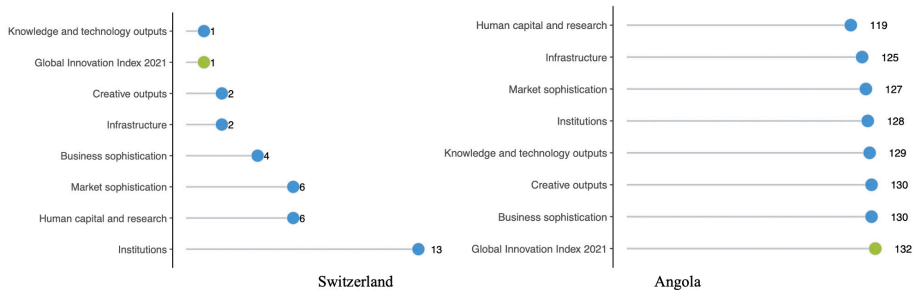 Knowledge and technology outputs 1
Global Innovation Index 2021 1
Creative outputs 2
Infrastructure 2
Business sophistication 4
Market sophistication 6
Human capital and research 6
Institutions 13
Switzerland
Human capital and research 119
Infrastructure 125
Market sophistication 127
Institutions 128
Knowledge and technology outputs 129
Creative outputs 130
Business sophistication 130
Global Innovation Index 2021 132
Angola